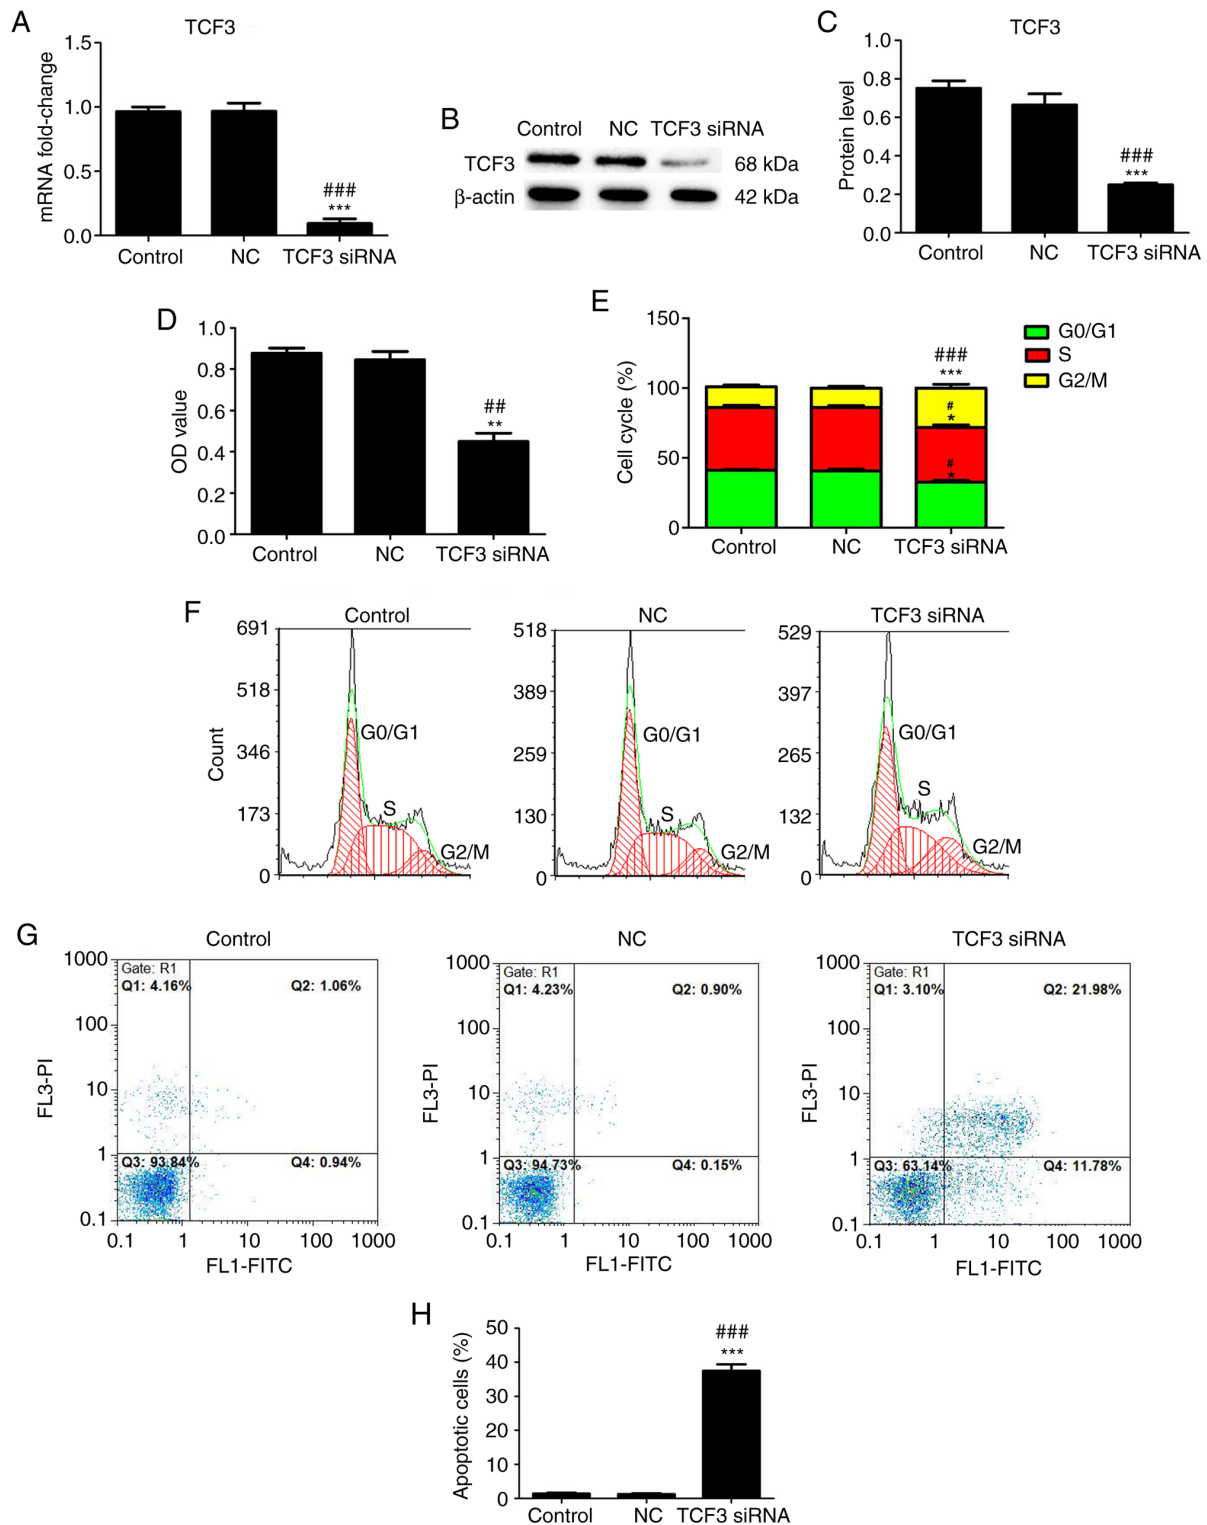 A
TCF3
mRNA fold-change
1.5
1.0
0.5
0.0
###
***
Control NC TCF3 siRNA
B
Control NC TCF3 siRNA
TCF3 68 kDa
β-actin 42 kDa
C
TCF3
Protein level
1.0
0.8
0.6
0.4
0.2
0.0
###
***
Control NC TCF3 siRNA
D
OD value
1.0
0.8
0.6
0.4
0.2
0.0
##
**
Control NC TCF3 siRNA
E
Cell cycle (%)
150
100
50
0
###
***
#
*
#
*
Control NC TCF3 siRNA
G0/G1
S
G2/M
F
Control
Count
691
518
346
173
0
G0/G1
S
G2/M
NC
518
389
259
130
0
G0/G1
S
G2/M
TCF3 siRNA
529
397
265
132
0
G0/G1
S
G2/M
G
Control
FL3-PI
1000
100
10
1
0.1
Gate: R1
Q1: 4.16% Q2: 1.06%
Q3: 93.84% Q4: 0.94%
0.1 1 10 100 1000
FL1-FITC
NC
FL3-PI
1000
100
10
1
0.1
Gate: R1
Q1: 4.23% Q2: 0.90%
Q3: 94.73% Q4: 0.15%
0.1 1 10 100 1000
FL1-FITC
TCF3 siRNA
FL3-PI
1000
100
10
1
0.1
Gate: R1
Q1: 3.10% Q2: 21.98%
Q3: 63.14% Q4: 11.78%
0.1 1 10 100 1000
FL1-FITC
H
Apoptotic cells (%)
50
40
30
20
10
0
###
***
Control NC TCF3 siRNA